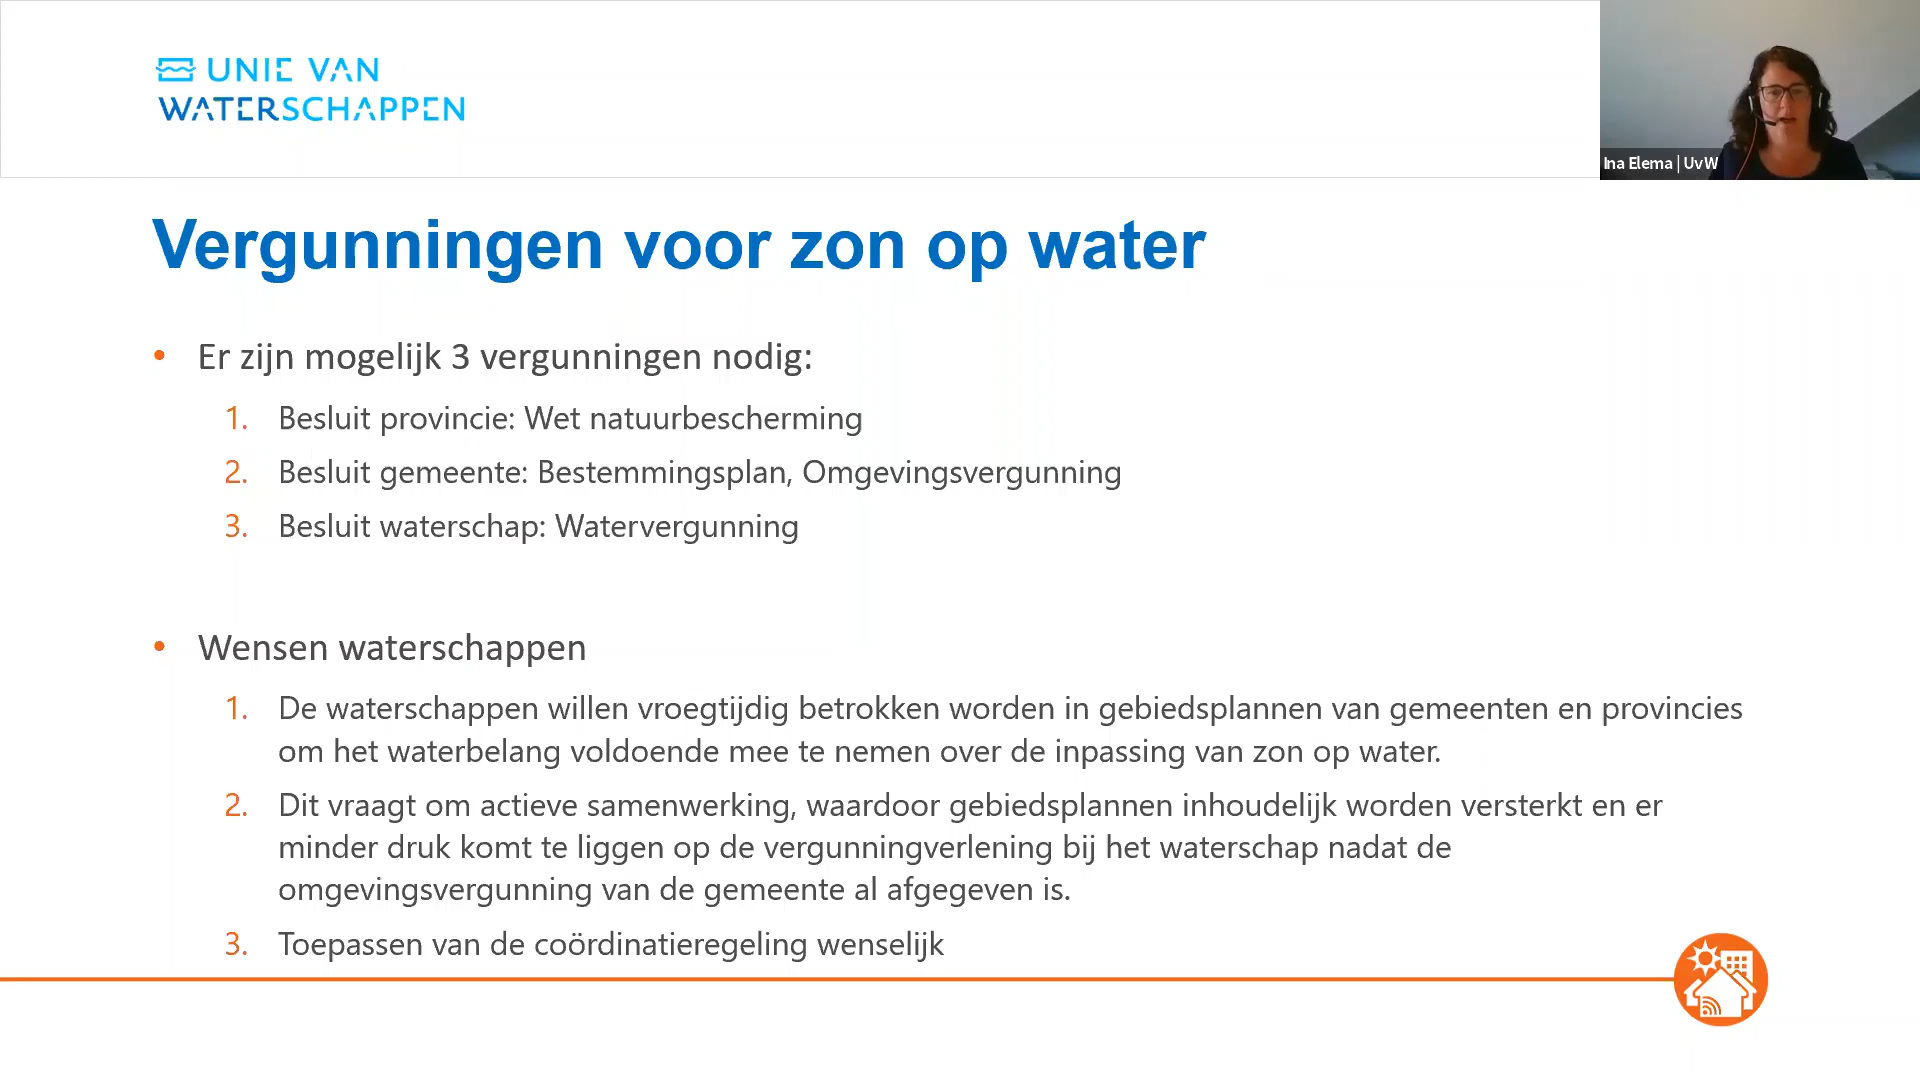 UNIE VAN
WATERSCHAPPEN
Ina Elema | UvW
Vergunningen voor zon op water
• Er zijn mogelijk 3 vergunningen nodig:
1. Besluit provincie: Wet natuurbescherming
2. Besluit gemeente: Bestemmingsplan, Omgevingsvergunning
3. Besluit waterschap: Watervergunning
• Wensen waterschappen
1. De waterschappen willen vroegtijdig betrokken worden in gebiedsplannen van gemeenten en provincies
om het waterbelang voldoende mee te nemen over de inpassing van zon op water.
2. Dit vraagt om actieve samenwerking, waardoor gebiedsplannen inhoudelijk worden versterkt en er
minder druk komt te liggen op de vergunningverlening bij het waterschap nadat de
omgevingsvergunning van de gemeente al afgegeven is.
3. Toepassen van de coördinatieregeling wenselijk